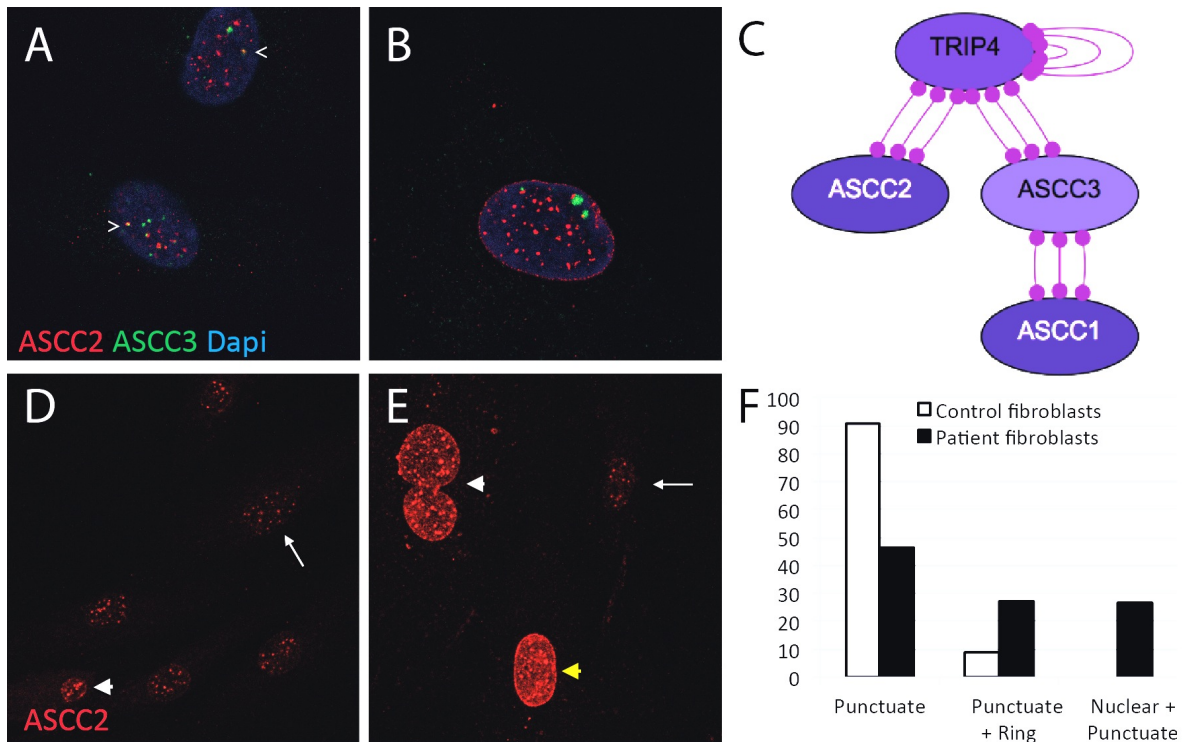 A
B
C
TRIP4
ASCC2
ASCC3
ASCC1
ASCC2 ASCC3 Dapi
D
E
F
ASCC2
100
90
80
70
60
50
40
30
20
10
0
Control fibroblasts
Patient fibroblasts
Punctuate
Punctuate
+ Ring
Nuclear +
Punctuate